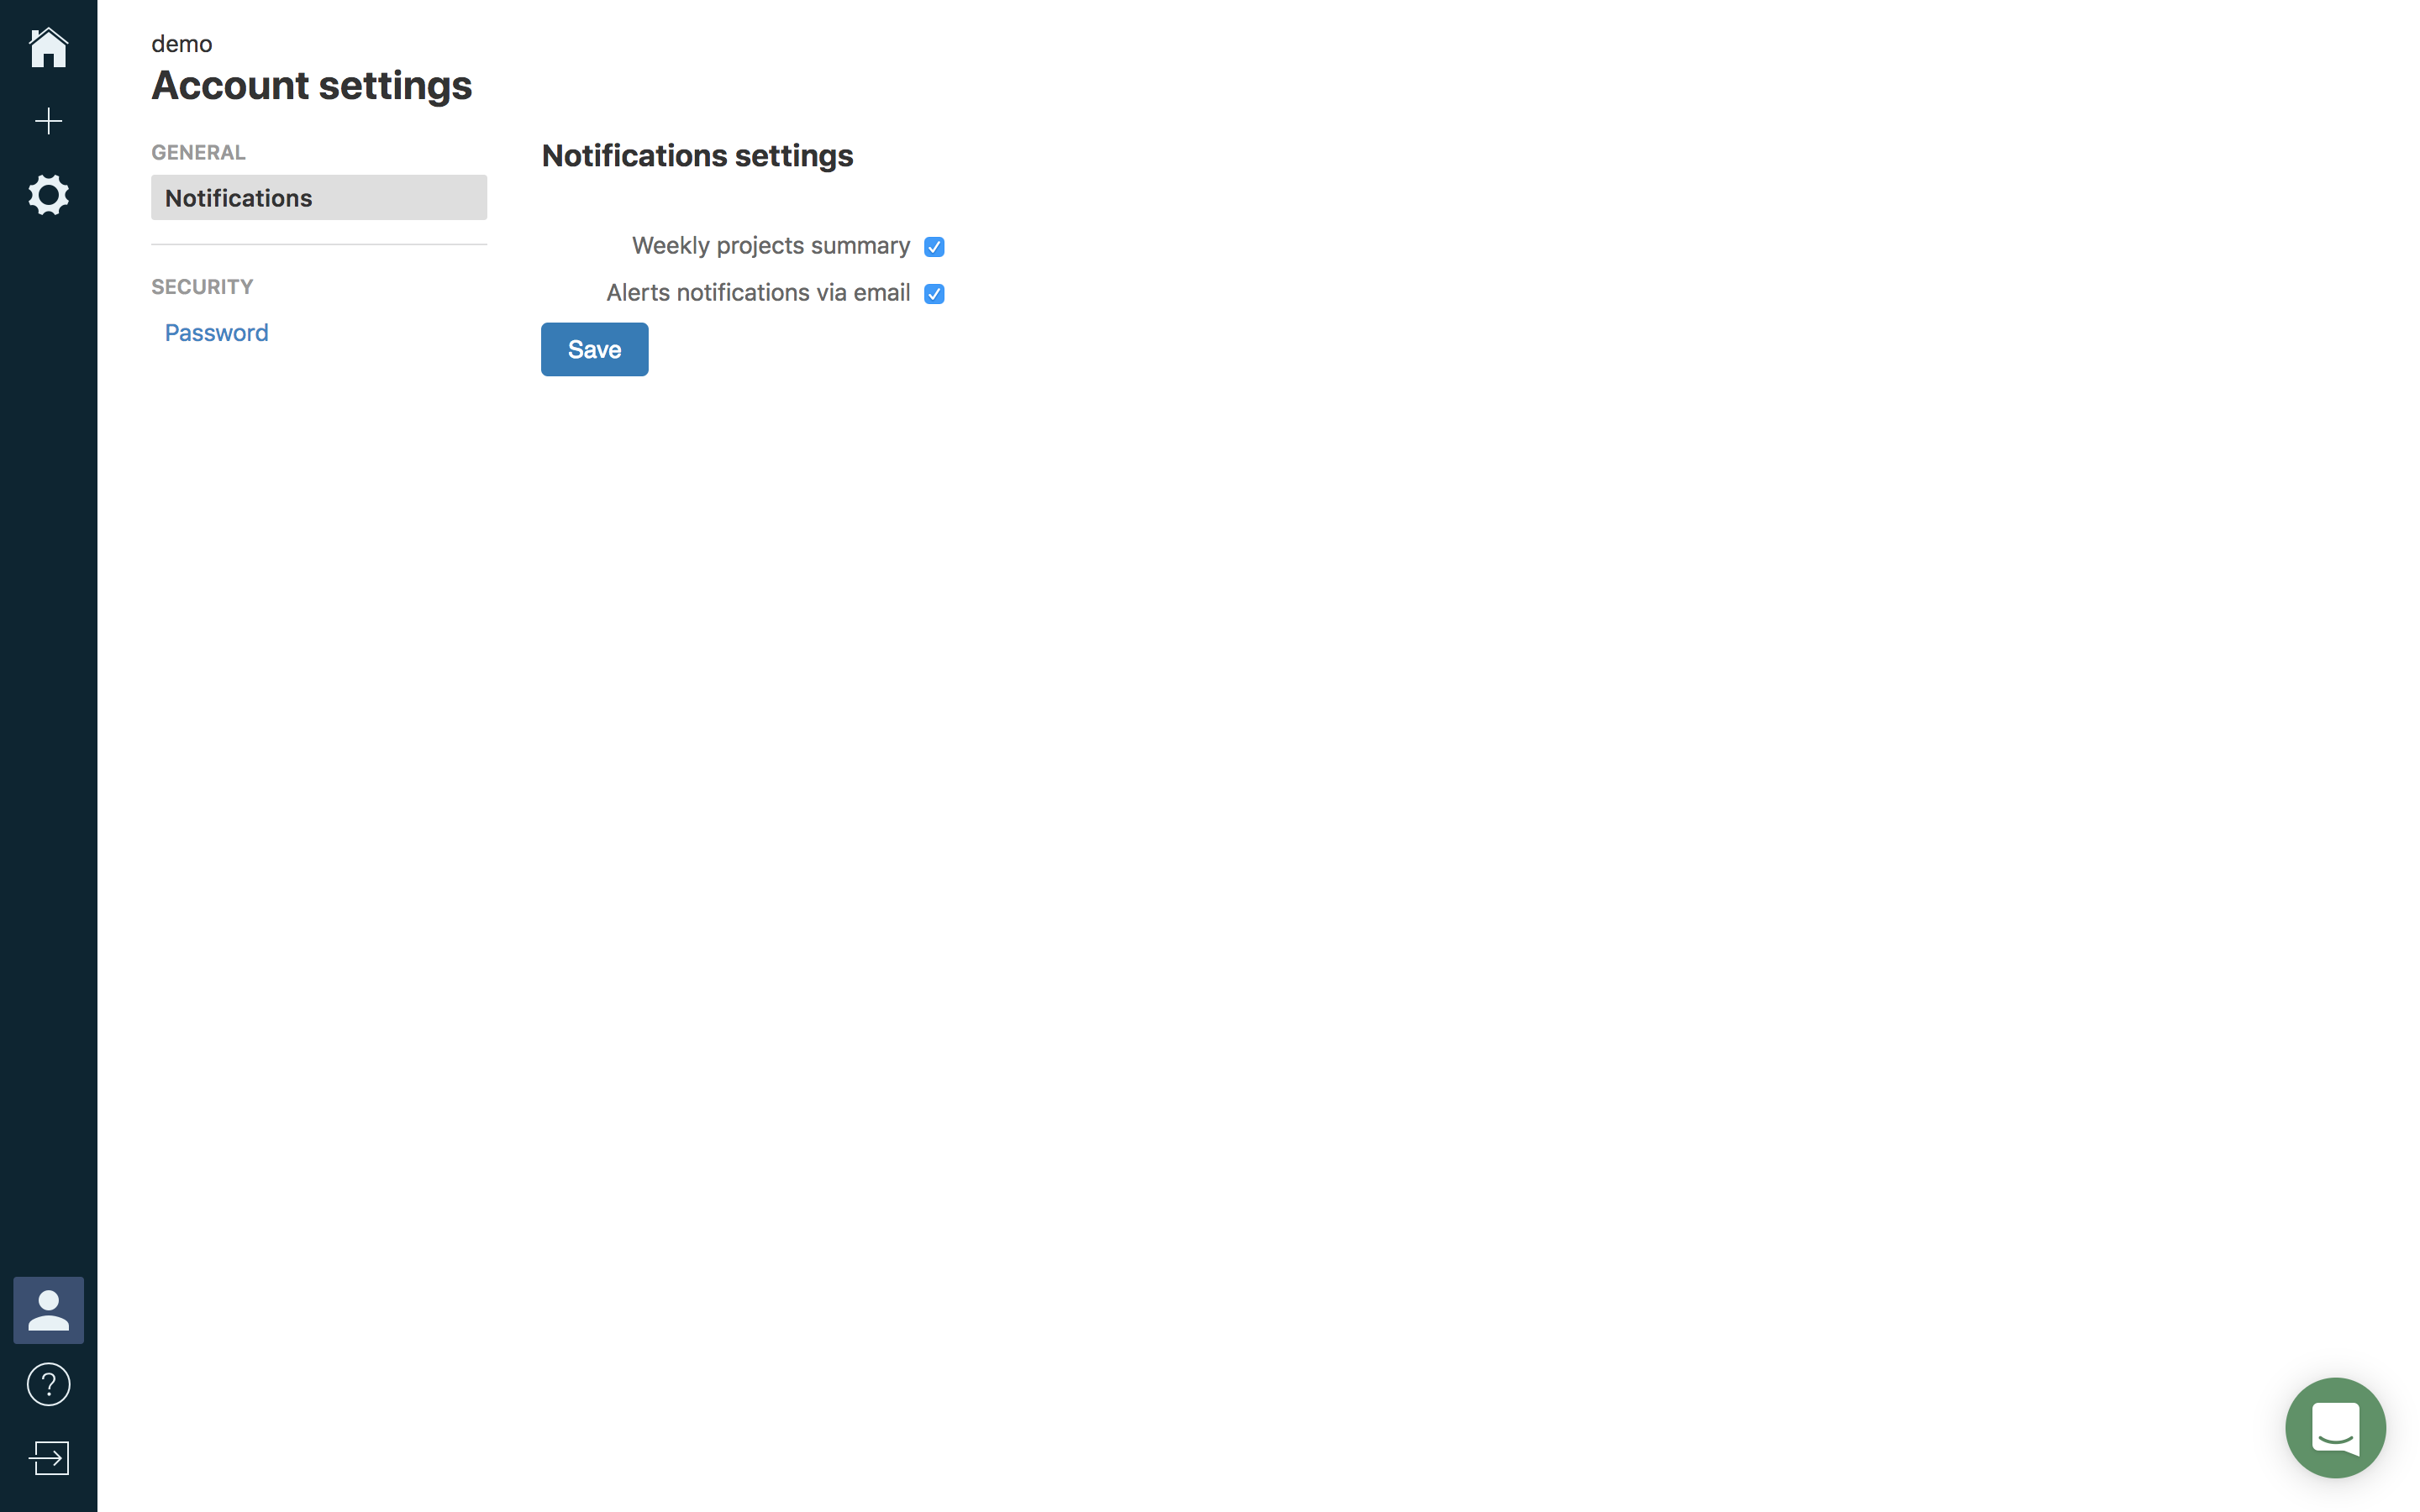 demo
Account settings
GENERAL
Notifications
SECURITY
Password
Notifications settings
Weekly projects summary
Alerts notifications via email
Save
?